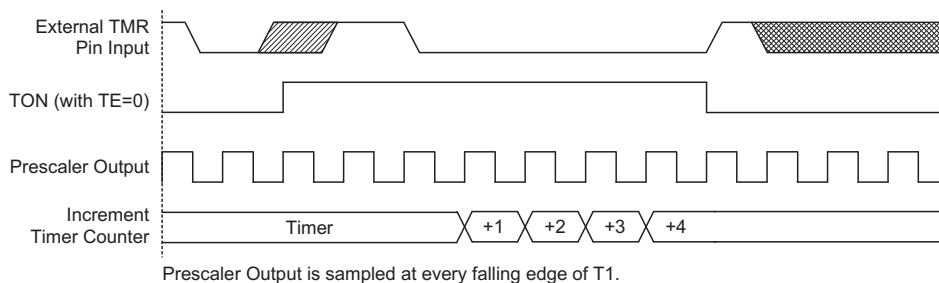 External TMR
Pin Input
TON (with TE=0)
Prescaler Output
Increment
Timer Counter
Timer
+1
+2
+3
+4
Prescaler Output is sampled at every falling edge of T1.